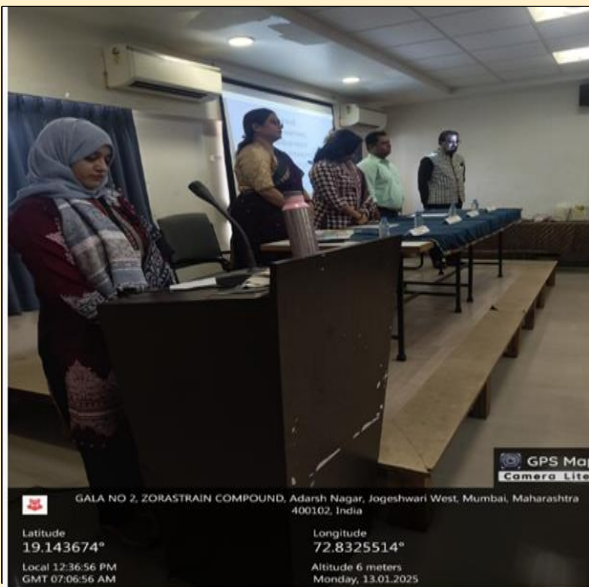 GPS Map
Camera Lite
GALA NO 2, ZORASTRAIN COMPOUND, Adarsh Nagar, Jogeshwari West, Mumbai, Maharashtra
400102, India
Latitude
19.143674°
Longitude
72.8325514°
Local 12:36:56 PM
GMT 07:06:56 AM
Altitude 6 meters
Monday, 13.01.2025